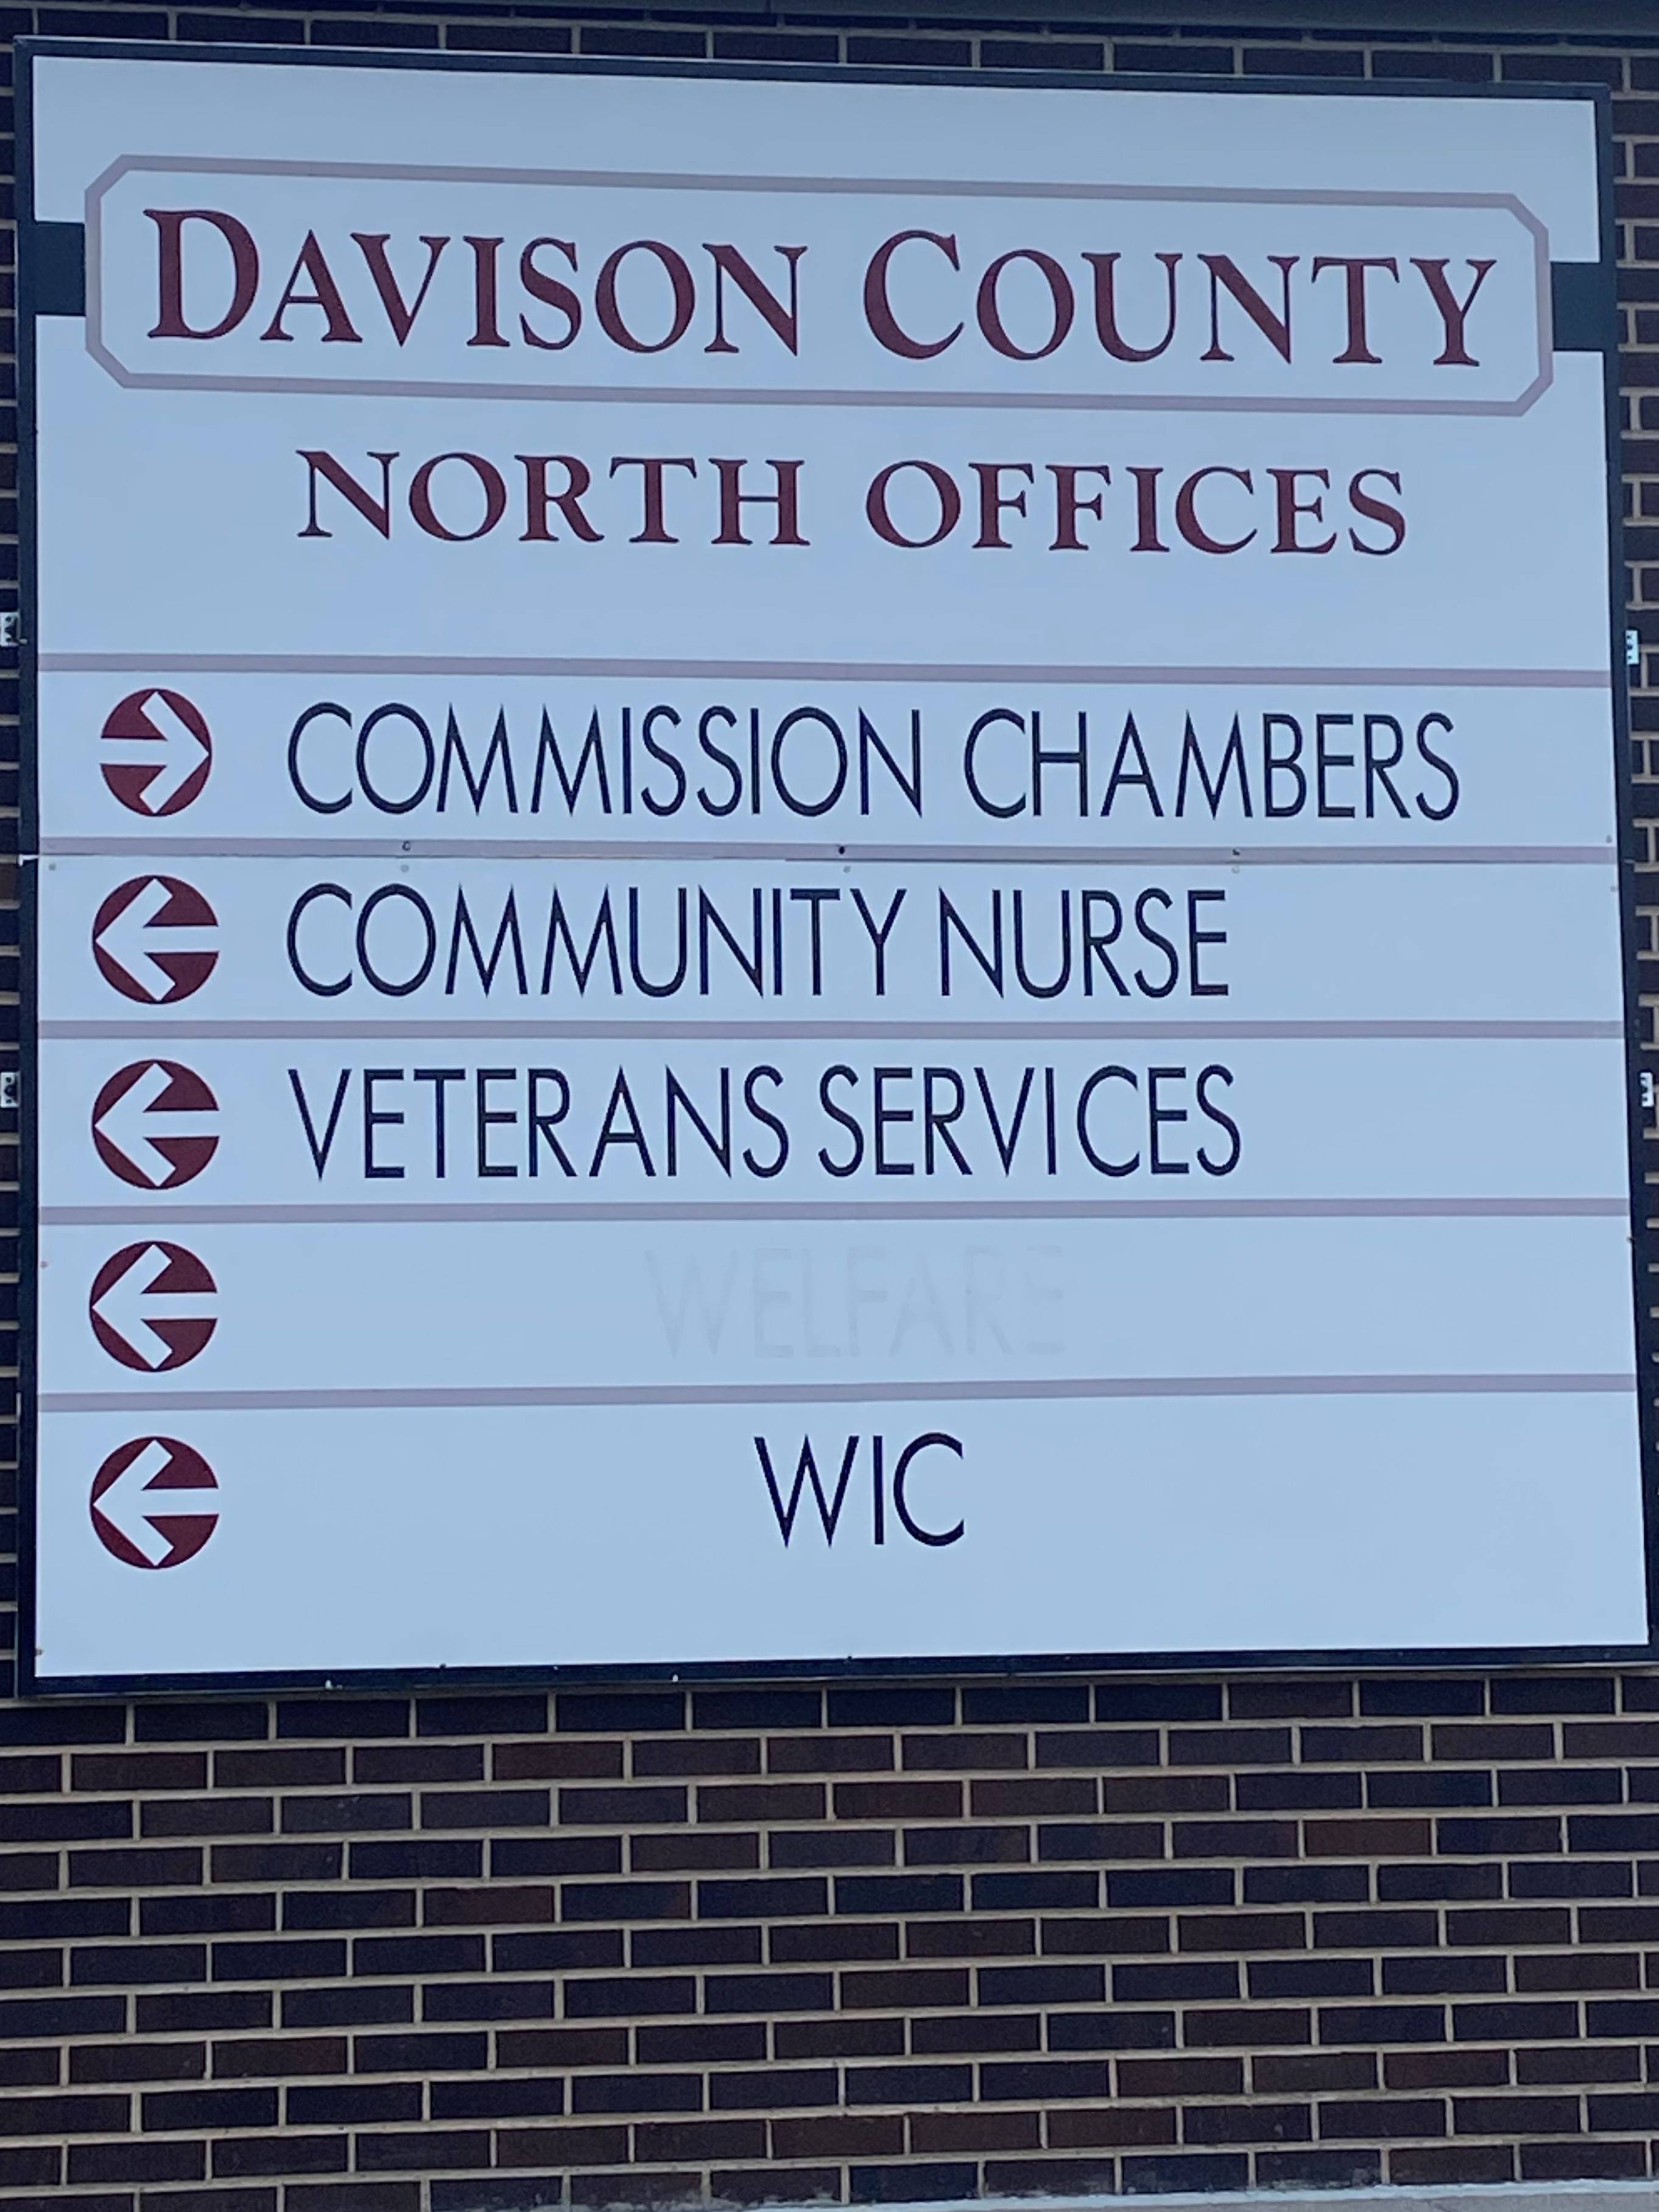 DAVISON COUNTY
NORTH OFFICES
COMMISSION CHAMBERS
COMMUNITY NURSE
VETERANS SERVICES
WELFARE
WIC